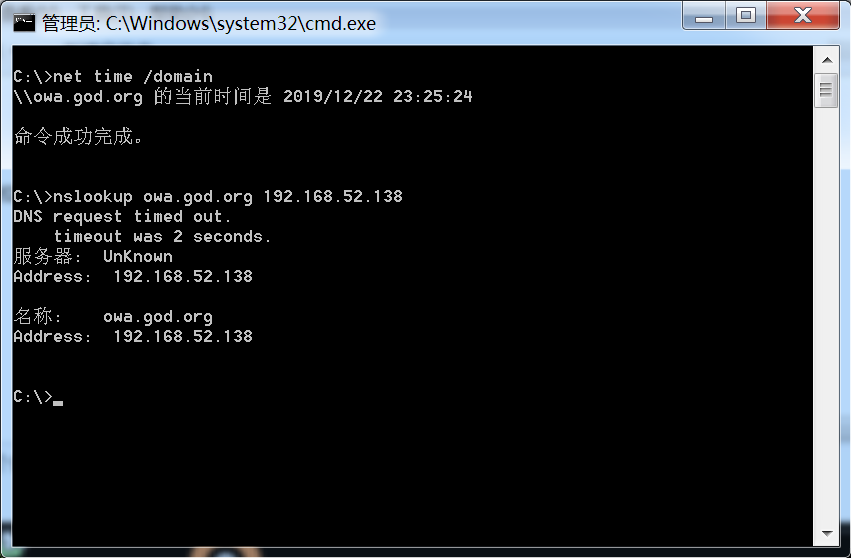 管理员: C:\Windows\system32\cmd.exe
C:\>net time /domain
\\owa.god.org 的当前时间是 2019/12/22 23:25:24
命令成功完成。
C:\>nslookup owa.god.org 192.168.52.138
DNS request timed out.
    timeout was 2 seconds.
服务器:  UnKnown
Address:  192.168.52.138
名称:    owa.god.org
Address:  192.168.52.138
C:\>